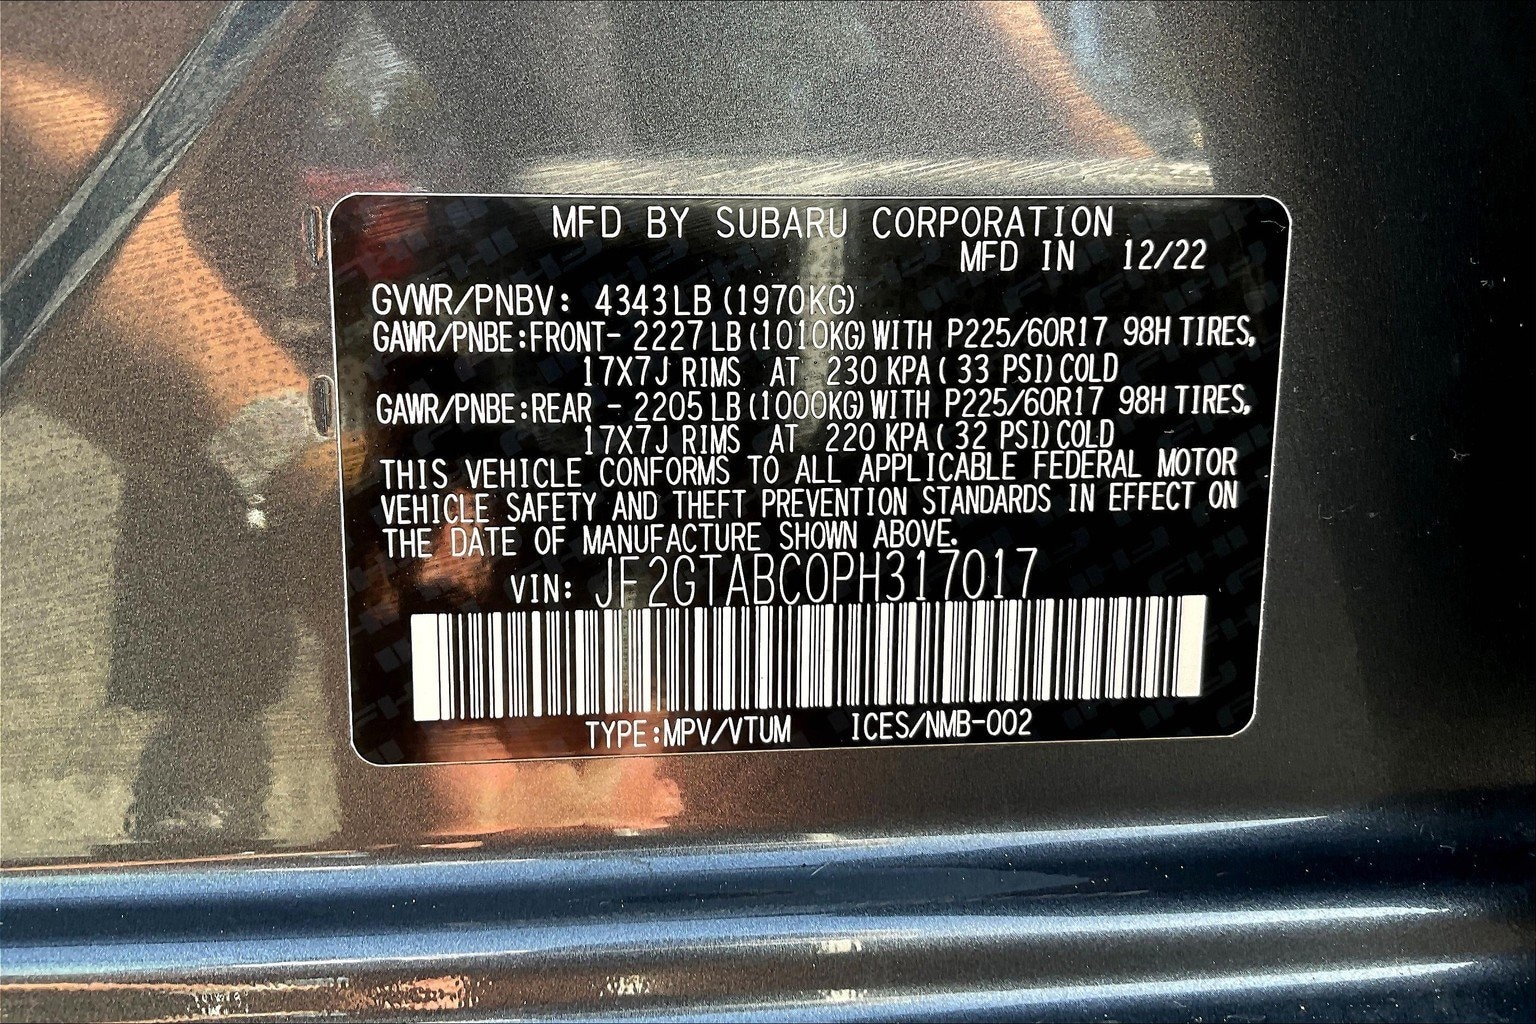 MFD BY SUBARU CORPORATION
MFD IN 12/22
GVWR/PNBV: 4343LB (1970KG)
GAWR/PNBE:FRONT- 2227 LB (1010KG) WITH P225/60R17 98H TIRES,
17X7J RIMS AT 230 KPA ( 33 PSI) COLD
GAWR/PNBE:REAR - 2205 LB (1000KG) WITH P225/60R17 98H TIRES,
17X7J RIMS AT 220 KPA ( 32 PSI) COLD
THIS VEHICLE CONFORMS TO ALL APPLICABLE FEDERAL MOTOR
VEHICLE SAFETY AND THEFT PREVENTION STANDARDS IN EFFECT ON
THE DATE OF MANUFACTURE SHOWN ABOVE.
VIN: JF2GTABC0PH317017
TYPE:MPV/VTUM ICES/NMB-002